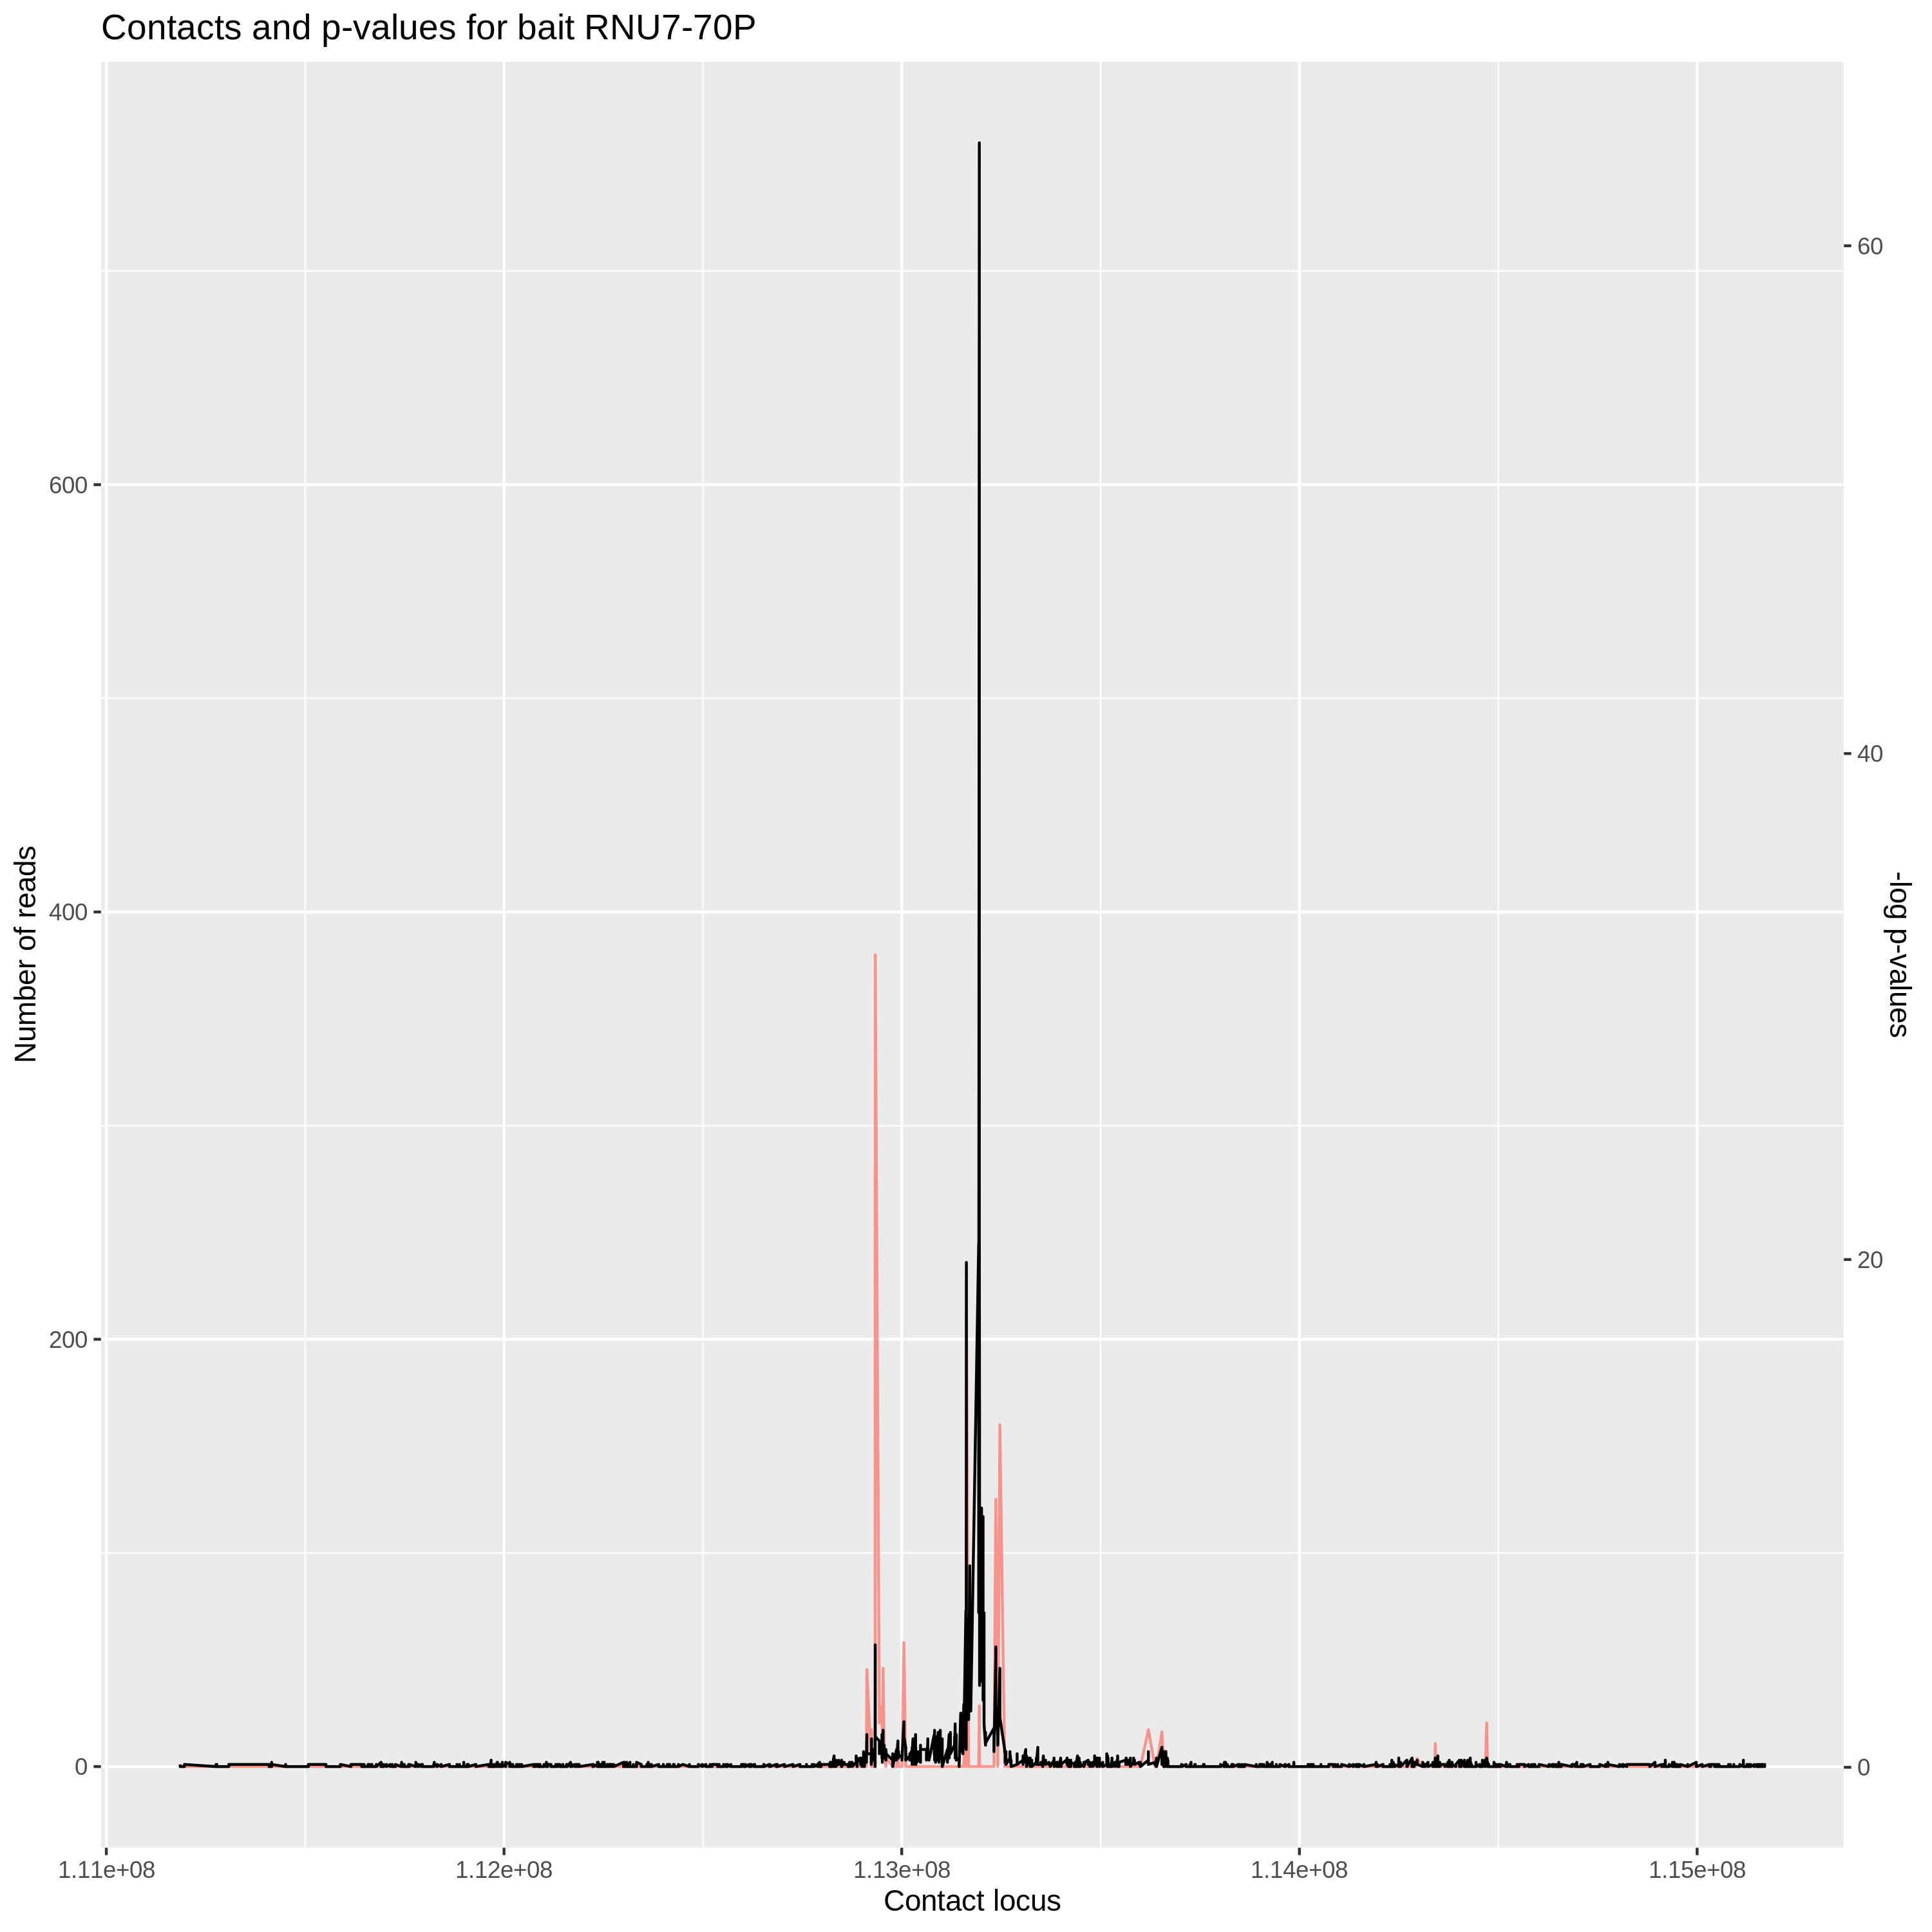 Contacts and p-values for bait RNU7-70P
Number of reads
600
400
200
0
60
40
20
0
-log p-values
1.11e+08
1.12e+08
1.13e+08
1.14e+08
1.15e+08
Contact locus